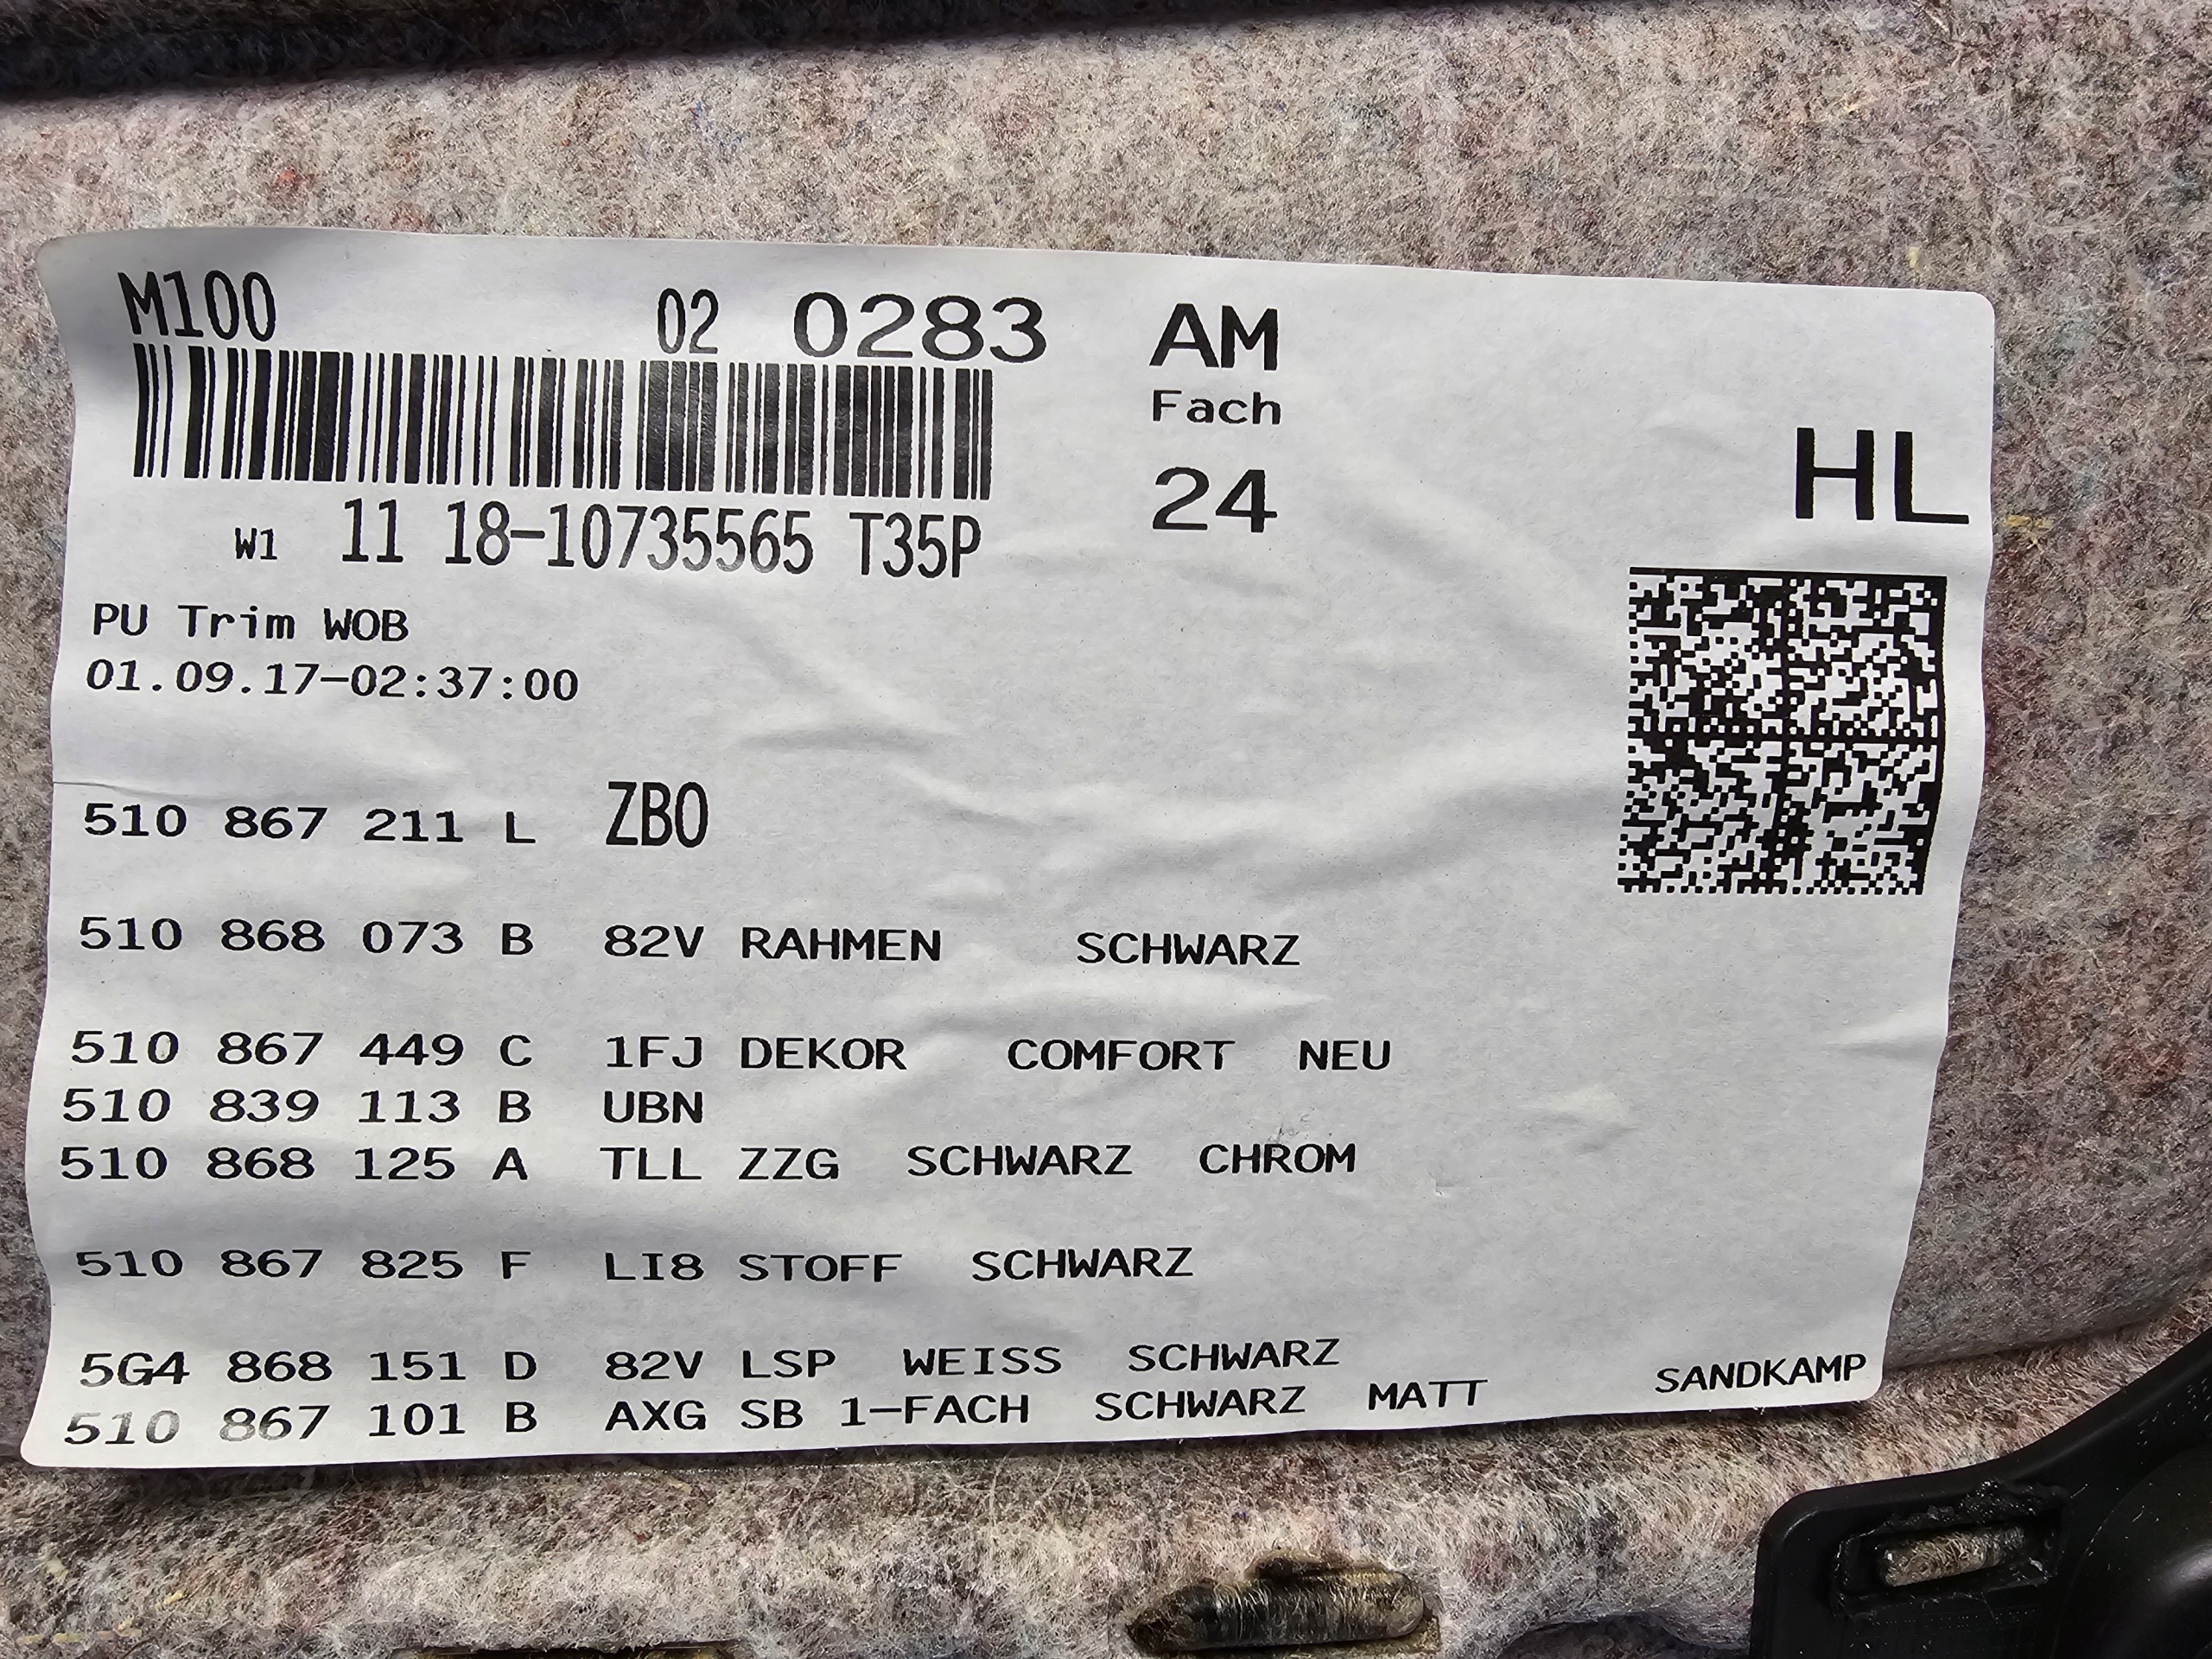 M100 02 0283 AM
Fach
24
HL
W1 11 18-10735565 T35P
PU Trim WOB
01.09.17-02:37:00
510 867 211 L ZBO
510 868 073 B 82V RAHMEN SCHWARZ
510 867 449 C 1FJ DEKOR COMFORT NEU
510 839 113 B UBN
510 868 125 A TLL ZZG SCHWARZ CHROM
510 867 825 F LI8 STOFF SCHWARZ
5G4 868 151 D 82V LSP WEISS SCHWARZ
510 867 101 B AXG SB 1-FACH SCHWARZ MATT
SANDKAMP